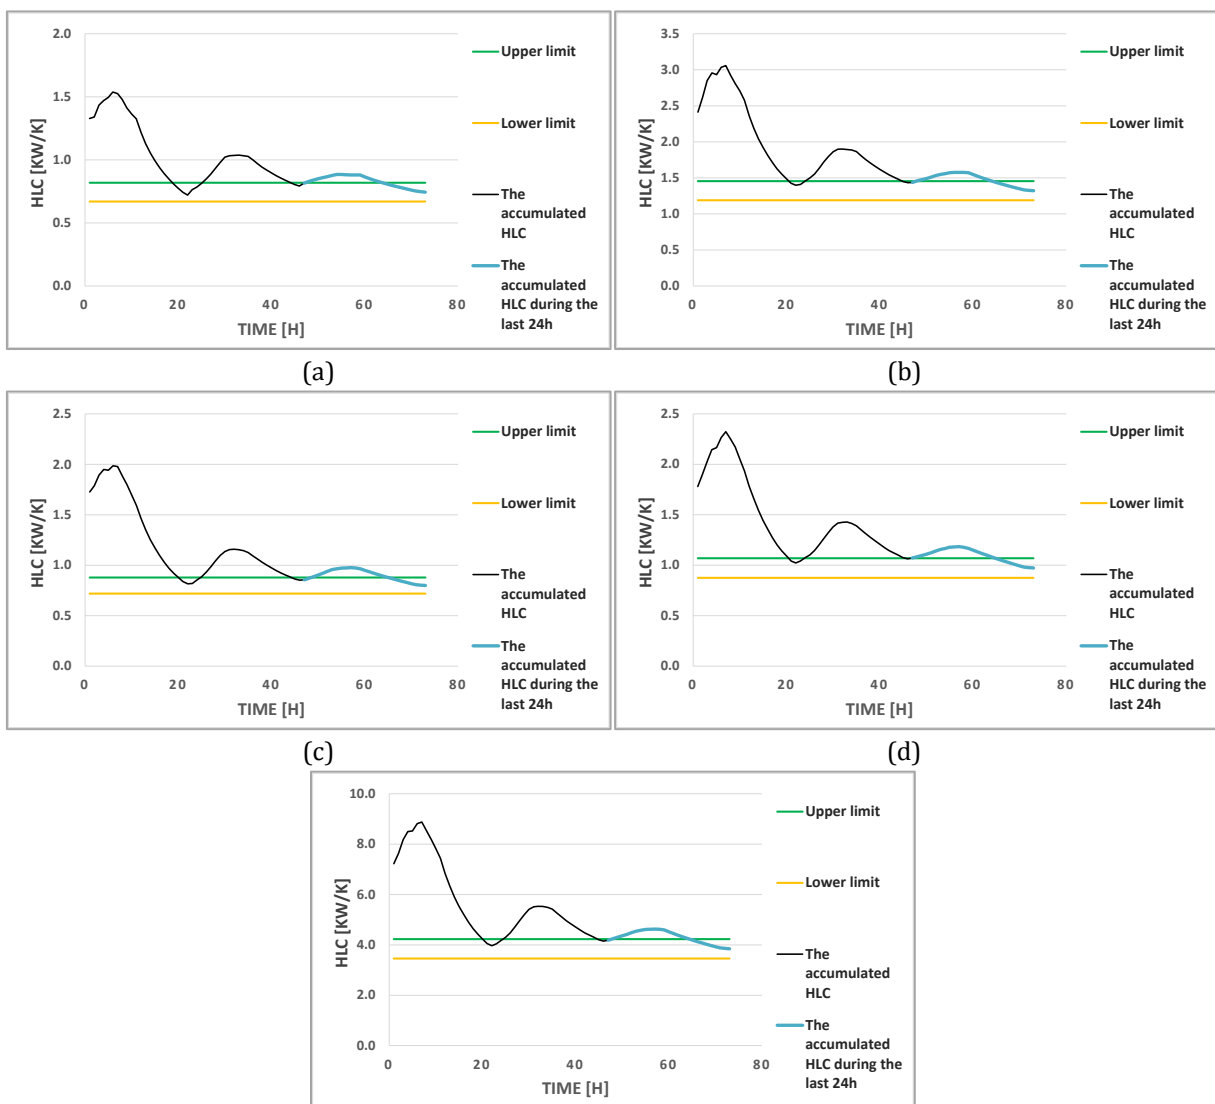 2.0
1.5
1.0
0.5
0.0
HLC [KW/K]
0
20
40
60
80
TIME [H]
Upper limit
Lower limit
The
accumulated
HLC
The
accumulated
HLC during the
last 24h
(a)
3.5
3.0
2.5
2.0
1.5
1.0
0.5
0.0
HLC [KW/K]
0
20
40
60
80
TIME [H]
Upper limit
Lower limit
The
accumulated
HLC
The
accumulated
HLC during the
last 24h
(b)
2.5
2.0
1.5
1.0
0.5
0.0
HLC [KW/K]
0
20
40
60
80
TIME [H]
Upper limit
Lower limit
The
accumulated
HLC
The
accumulated
HLC during the
last 24h
(c)
2.5
2.0
1.5
1.0
0.5
0.0
HLC [KW/K]
0
20
40
60
80
TIME [H]
Upper limit
Lower limit
The
accumulated
HLC
The
accumulated
HLC during the
last 24h
(d)
10.0
8.0
6.0
4.0
2.0
0.0
HLC [KW/K]
0
20
40
60
80
TIME [H]
Upper limit
Lower limit
The
accumulated
HLC
The
accumulated
HLC during the
last 24h